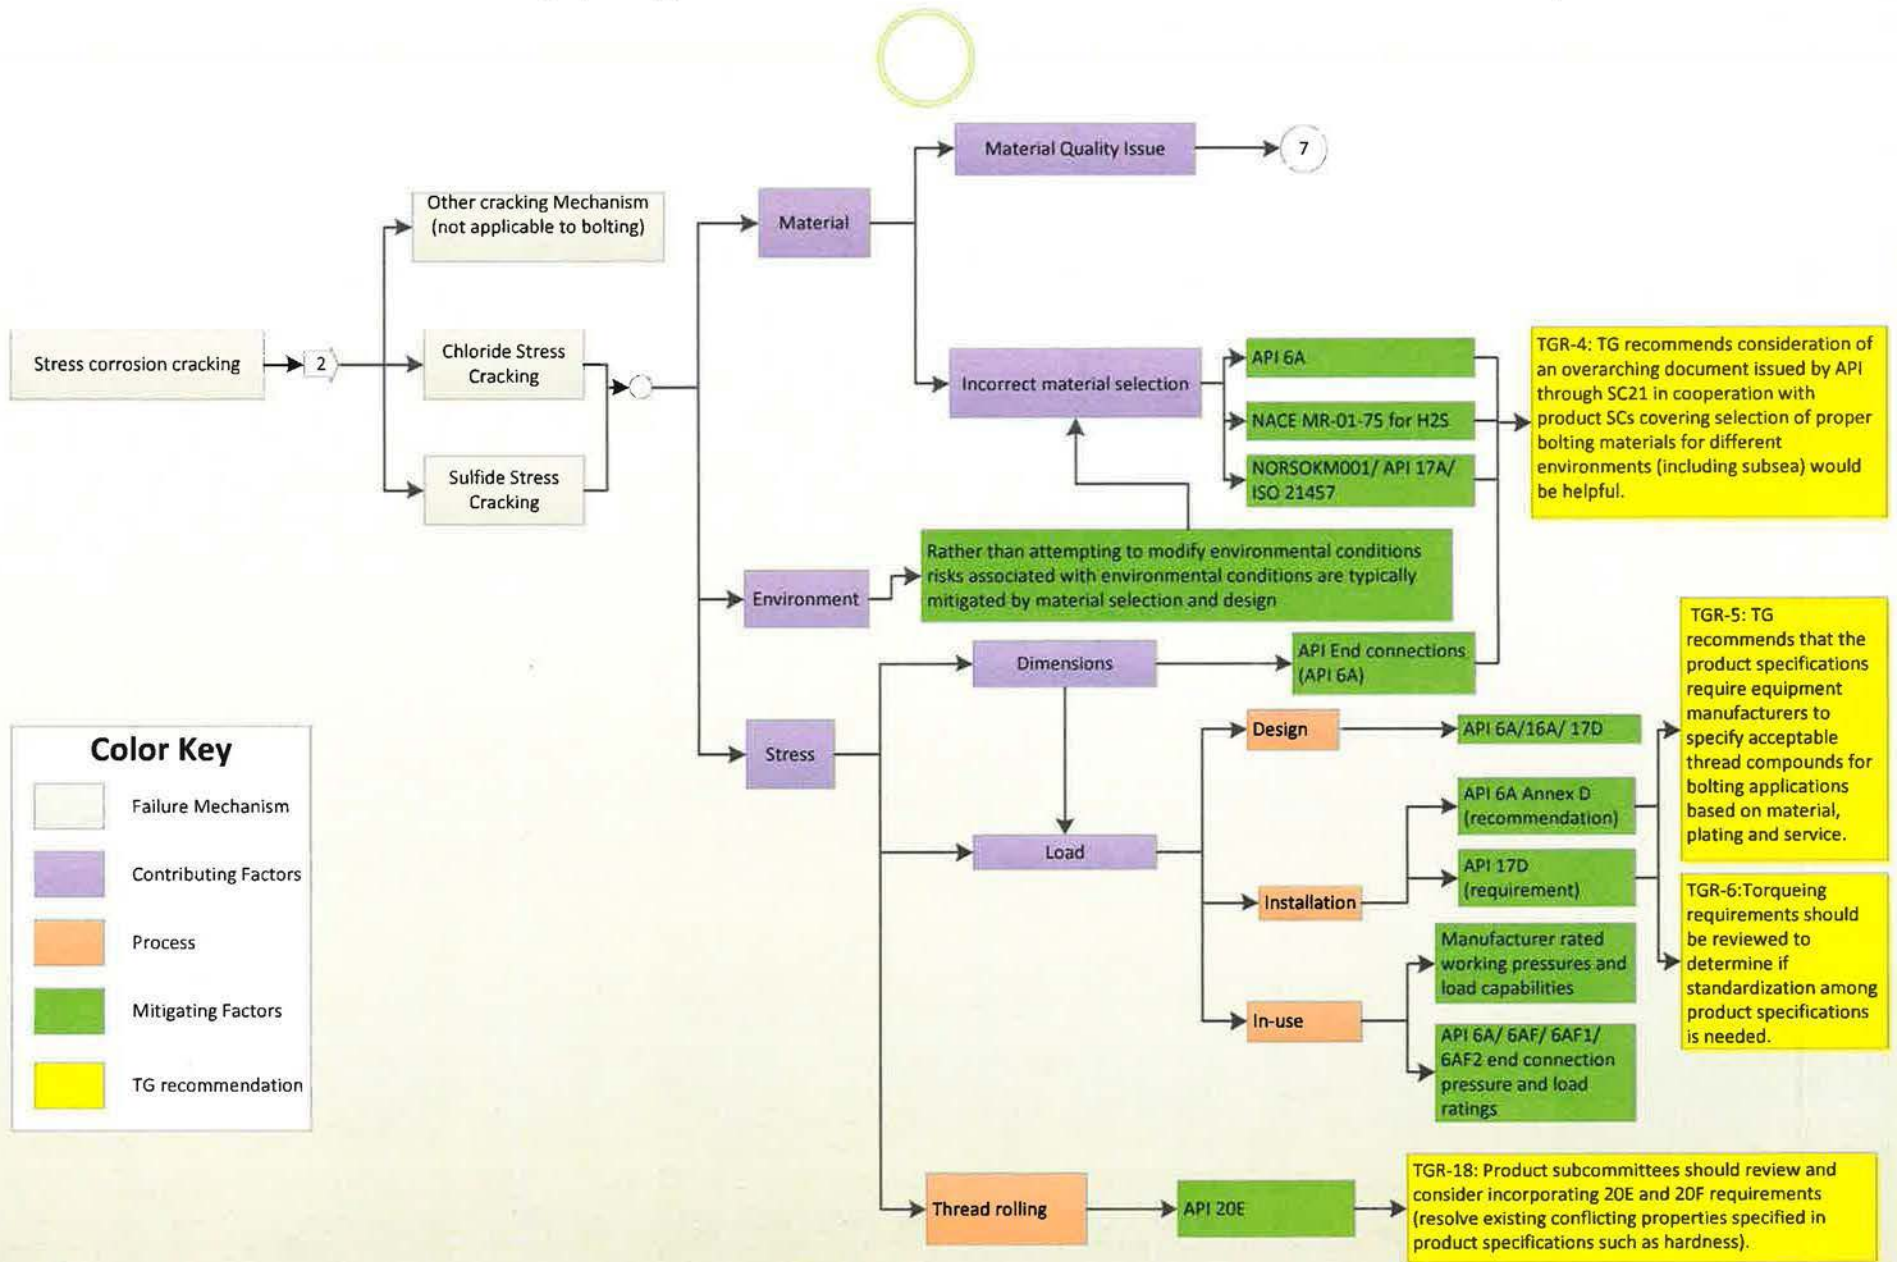 Material Quality Issue
7
Other cracking Mechanism
(not applicable to bolting)
Material
Stress corrosion cracking
2
Chloride Stress
Cracking
Sulfide Stress
Cracking
Incorrect material selection
API 6A
NACE MR-01-75 for H2S
NORSOKM001/ API 17A/
ISO 21457
TGR-4: TG recommends consideration of
an overarching document issued by API
through SC21 in cooperation with
product SCs covering selection of proper
bolting materials for different
environments (including subsea) would
be helpful.
Environment
Rather than attempting to modify environmental conditions
risks associated with environmental conditions are typically
mitigated by material selection and design
Stress
Dimensions
API End connections
(API 6A)
Load
Design
API 6A/16A/ 17D
Installation
API 6A Annex D
(recommendation)
API 17D
(requirement)
TGR-5: TG
recommends that the
product specifications
require equipment
manufacturers to
specify acceptable
thread compounds for
bolting applications
based on material,
plating and service.
TGR-6:Torqueing
requirements should
be reviewed to
determine if
standardization among
product specifications
is needed.
In-use
Manufacturer rated
working pressures and
load capabilities
API 6A/ 6AF/ 6AF1/
6AF2 end connection
pressure and load
ratings
Thread rolling
API 20E
TGR-18: Product subcommittees should review and
consider incorporating 20E and 20F requirements
(resolve existing conflicting properties specified in
product specifications such as hardness).
Color Key
Failure Mechanism
Contributing Factors
Process
Mitigating Factors
TG recommendation